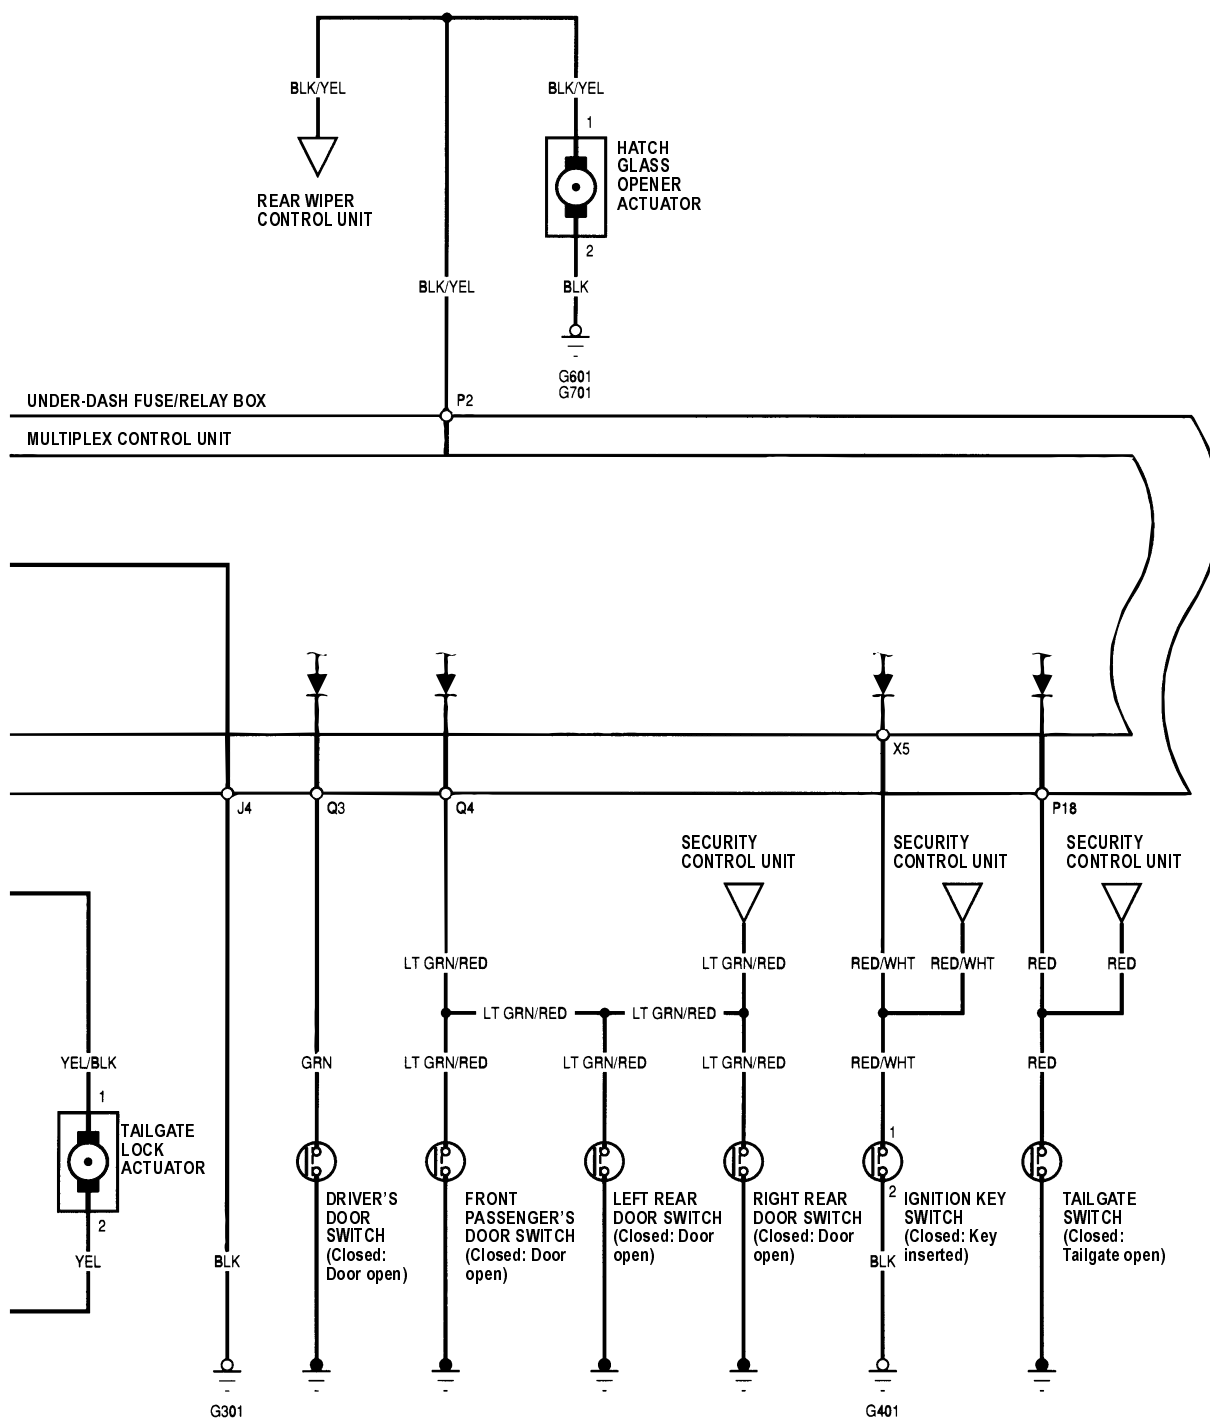 BLK/YEL
BLK/YEL
1
HATCH
GLASS
OPENER
ACTUATOR
REAR WIPER
CONTROL UNIT
2
BLK/YEL
BLK
G601
G701
UNDER-DASH FUSE/RELAY BOX
P2
MULTIPLEX CONTROL UNIT
X5
J4
Q3
Q4
P18
SECURITY
CONTROL UNIT
SECURITY
CONTROL UNIT
SECURITY
CONTROL UNIT
LT GRN/RED
LT GRN/RED
RED/WHT
RED/WHT
RED
RED
LT GRN/RED
LT GRN/RED
YEL/BLK
GRN
LT GRN/RED
LT GRN/RED
LT GRN/RED
RED/WHT
RED
1
TAILGATE
LOCK
ACTUATOR
2
1
2
DRIVER'S
DOOR
SWITCH
(Closed:
Door open)
FRONT
PASSENGER'S
DOOR SWITCH
(Closed: Door
open)
LEFT REAR
DOOR SWITCH
(Closed: Door
open)
RIGHT REAR
DOOR SWITCH
(Closed: Door
open)
IGNITION KEY
SWITCH
(Closed: Key
inserted)
TAILGATE
SWITCH
(Closed:
Tailgate open)
YEL
BLK
BLK
G301
G401